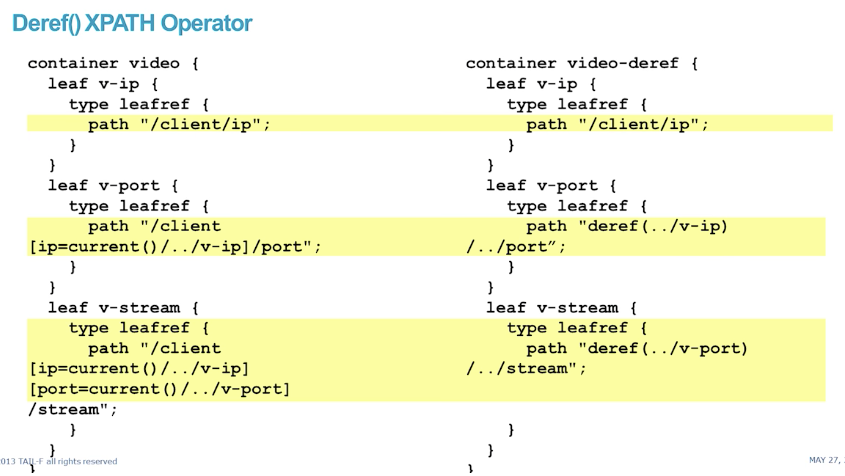 Deref() XPATH Operator
container video {
leaf v-ip {
type leafref {
path "/client/ip";
}
}
leaf v-port {
type leafref {
path "/client
[ip=current()/../v-ip]/port";
}
}
leaf v-stream {
type leafref {
path "/client
[ip=current()/../v-ip]
[port=current()/../v-port]
/stream";
}
}
}
container video-deref {
leaf v-ip {
type leafref {
path "/client/ip";
}
}
leaf v-port {
type leafref {
path "deref(../v-ip)
/../port”;
}
}
leaf v-stream {
type leafref {
path "deref(../v-port)
/../stream";
}
}
}
013 TAIL-F all rights reserved
MAY 27,